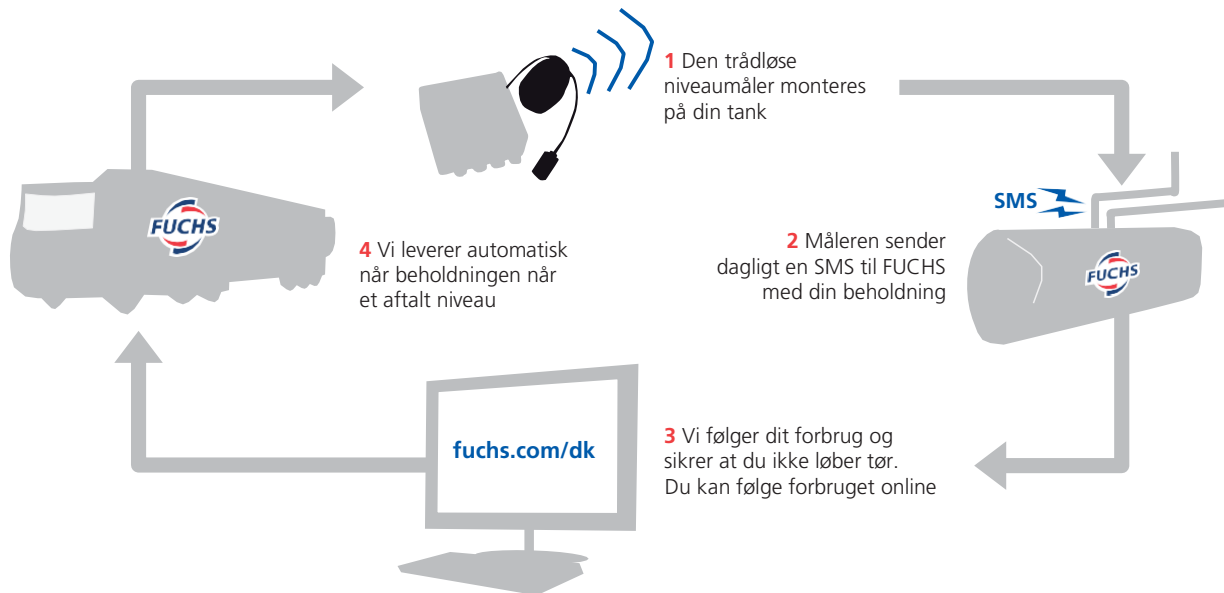 1 Den trådløse
niveaumåler monteres
på din tank
SMS
2 Måleren sender
dagligt en SMS til FUCHS
med din beholdning
FUCHS
3 Vi følger dit forbrug og
sikrer at du ikke løber tør.
Du kan følge forbruget online
fuchs.com/dk
4 Vi leverer automatisk
når beholdningen når
et aftalt niveau
FUCHS